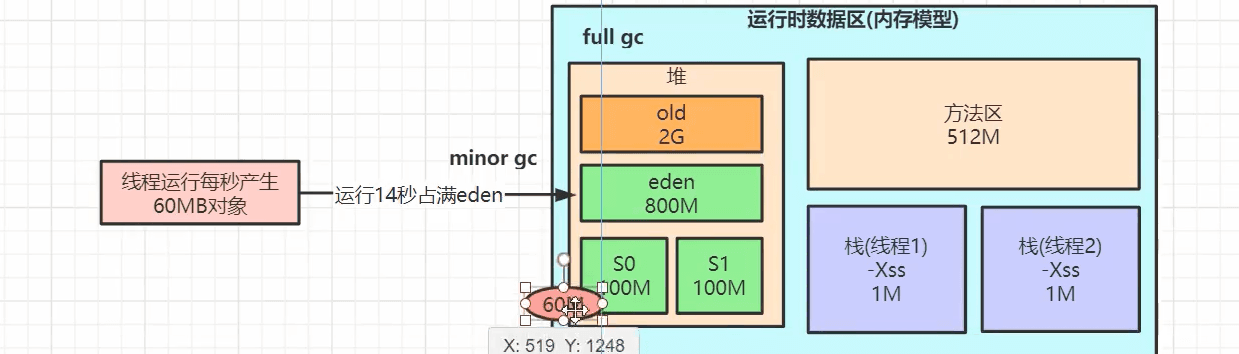 运行时数据区(内存模型)
full gc
堆
old
2G
方法区
512M
minor gc
线程运行每秒产生
60MB对象
运行14秒占满eden
eden
800M
S0
100M
S1
100M
栈(线程1)
-Xss
1M
栈(线程2)
-Xss
1M
60M
X: 519 Y: 1248